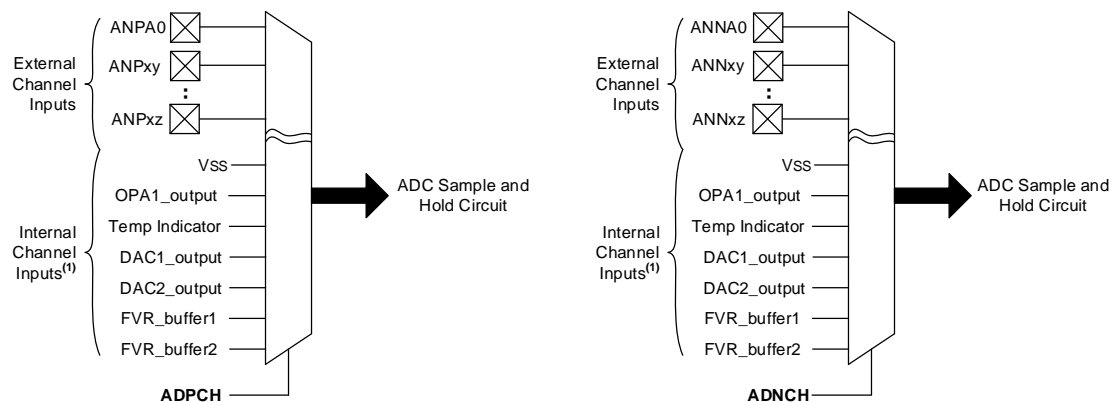 ANPA0
ANPxy
:
ANPxz
External
Channel
Inputs
VSS
OPA1_output
Temp Indicator
DAC1_output
DAC2_output
FVR_buffer1
FVR_buffer2
Internal
Channel
Inputs(1)
ADC Sample and
Hold Circuit
ADPCH
ANNA0
ANNxy
:
ANNxz
External
Channel
Inputs
VSS
OPA1_output
Temp Indicator
DAC1_output
DAC2_output
FVR_buffer1
FVR_buffer2
Internal
Channel
Inputs(1)
ADC Sample and
Hold Circuit
ADNCH